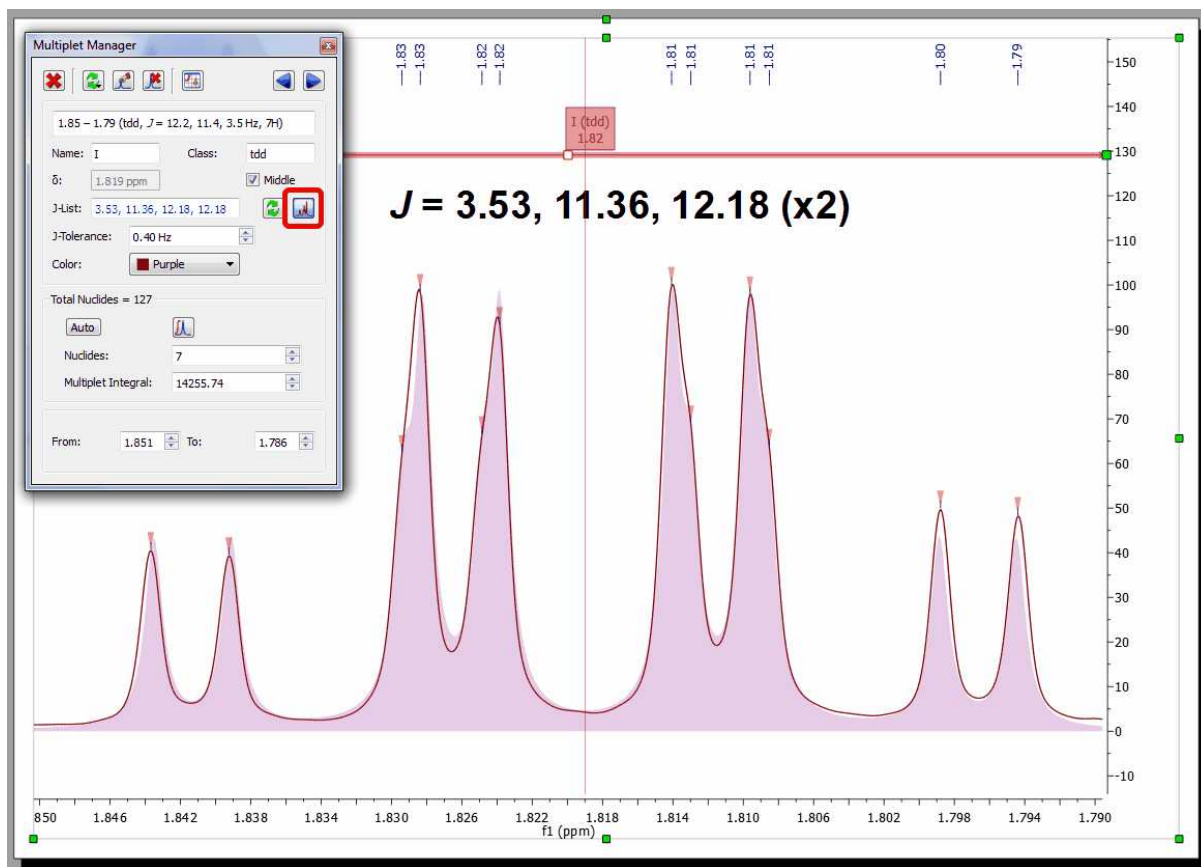 Multiplet Manager
1.85 – 1.79 (tdd, J = 12.2, 11.4, 3.5 Hz, 7H)
Name: I Class: tdd
δ: 1.819 ppm Middle
J-List: 3.53, 11.36, 12.18, 12.18
J-Tolerance: 0.40 Hz
Color: Purple
Total Nuclides = 127
Auto
Nuclides: 7
Multiplet Integral: 14255.74
From: 1.851 To: 1.786
1.83
1.83
1.82
1.82
1.81
1.81
1.81
1.81
1.80
1.79
I (tdd)
1.82
J = 3.53, 11.36, 12.18 (x2)
150
140
130
120
110
100
90
80
70
60
50
40
30
20
10
0
-10
850 1.846 1.842 1.838 1.834 1.830 1.826 1.822 1.818 1.814 1.810 1.806 1.802 1.798 1.794 1.790
f1 (ppm)